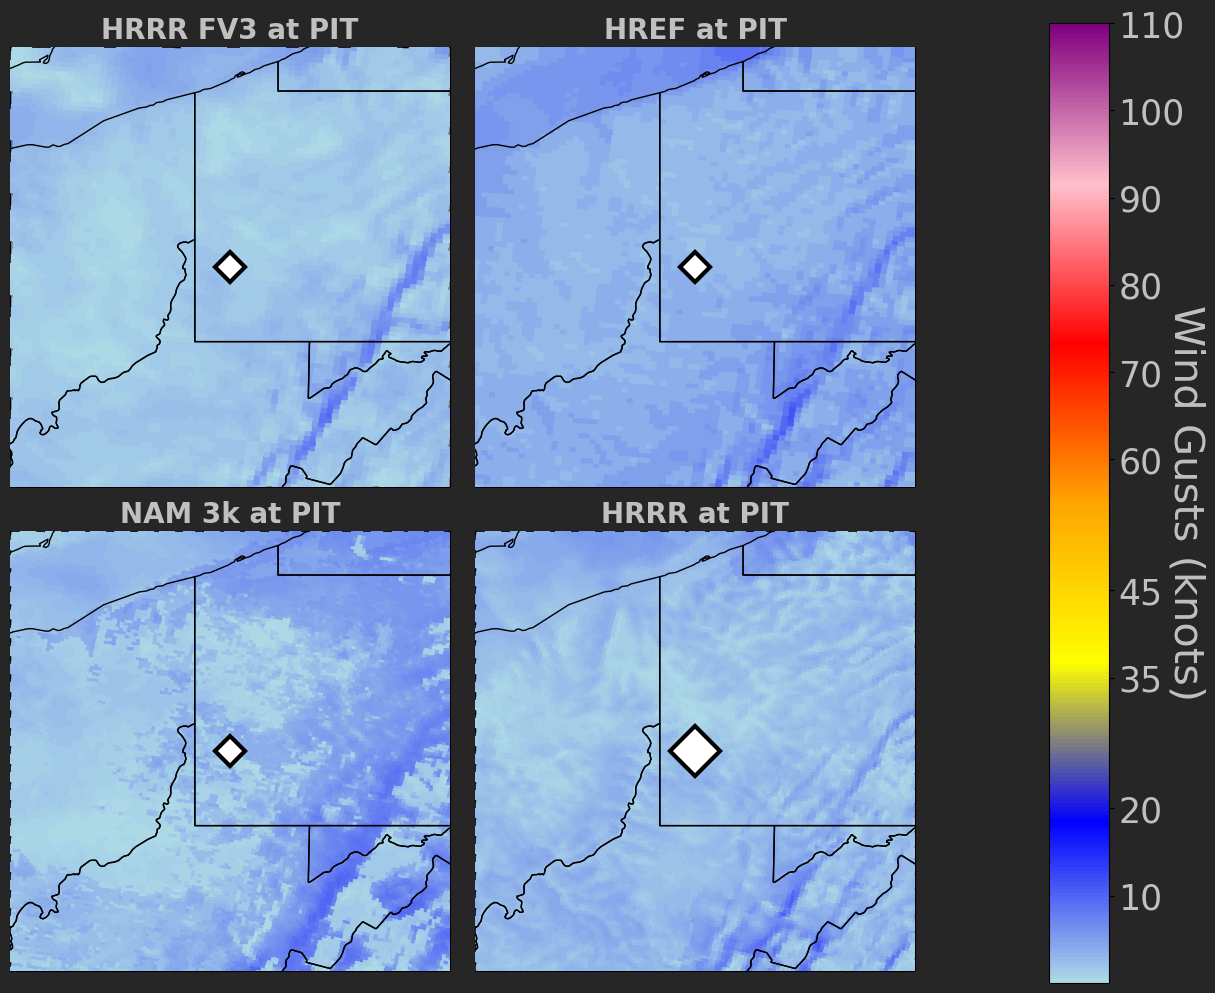 HRRR FV3 at PIT
HREF at PIT
NAM 3k at PIT
HRRR at PIT
110
100
90
80
70
60
45
35
20
10
Wind Gusts (knots)